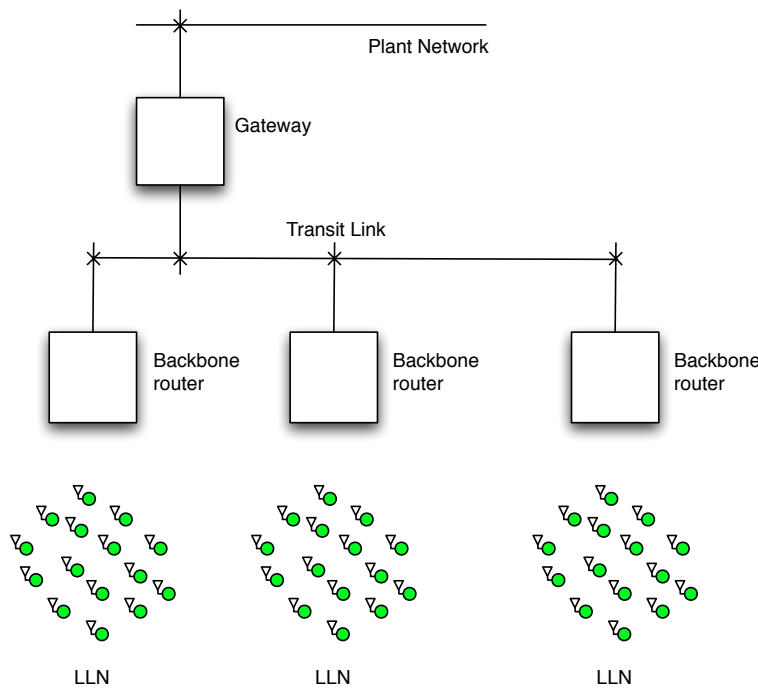 Plant Network
Gateway
Transit Link
Backbone
router
Backbone
router
Backbone
router
LLN
LLN
LLN